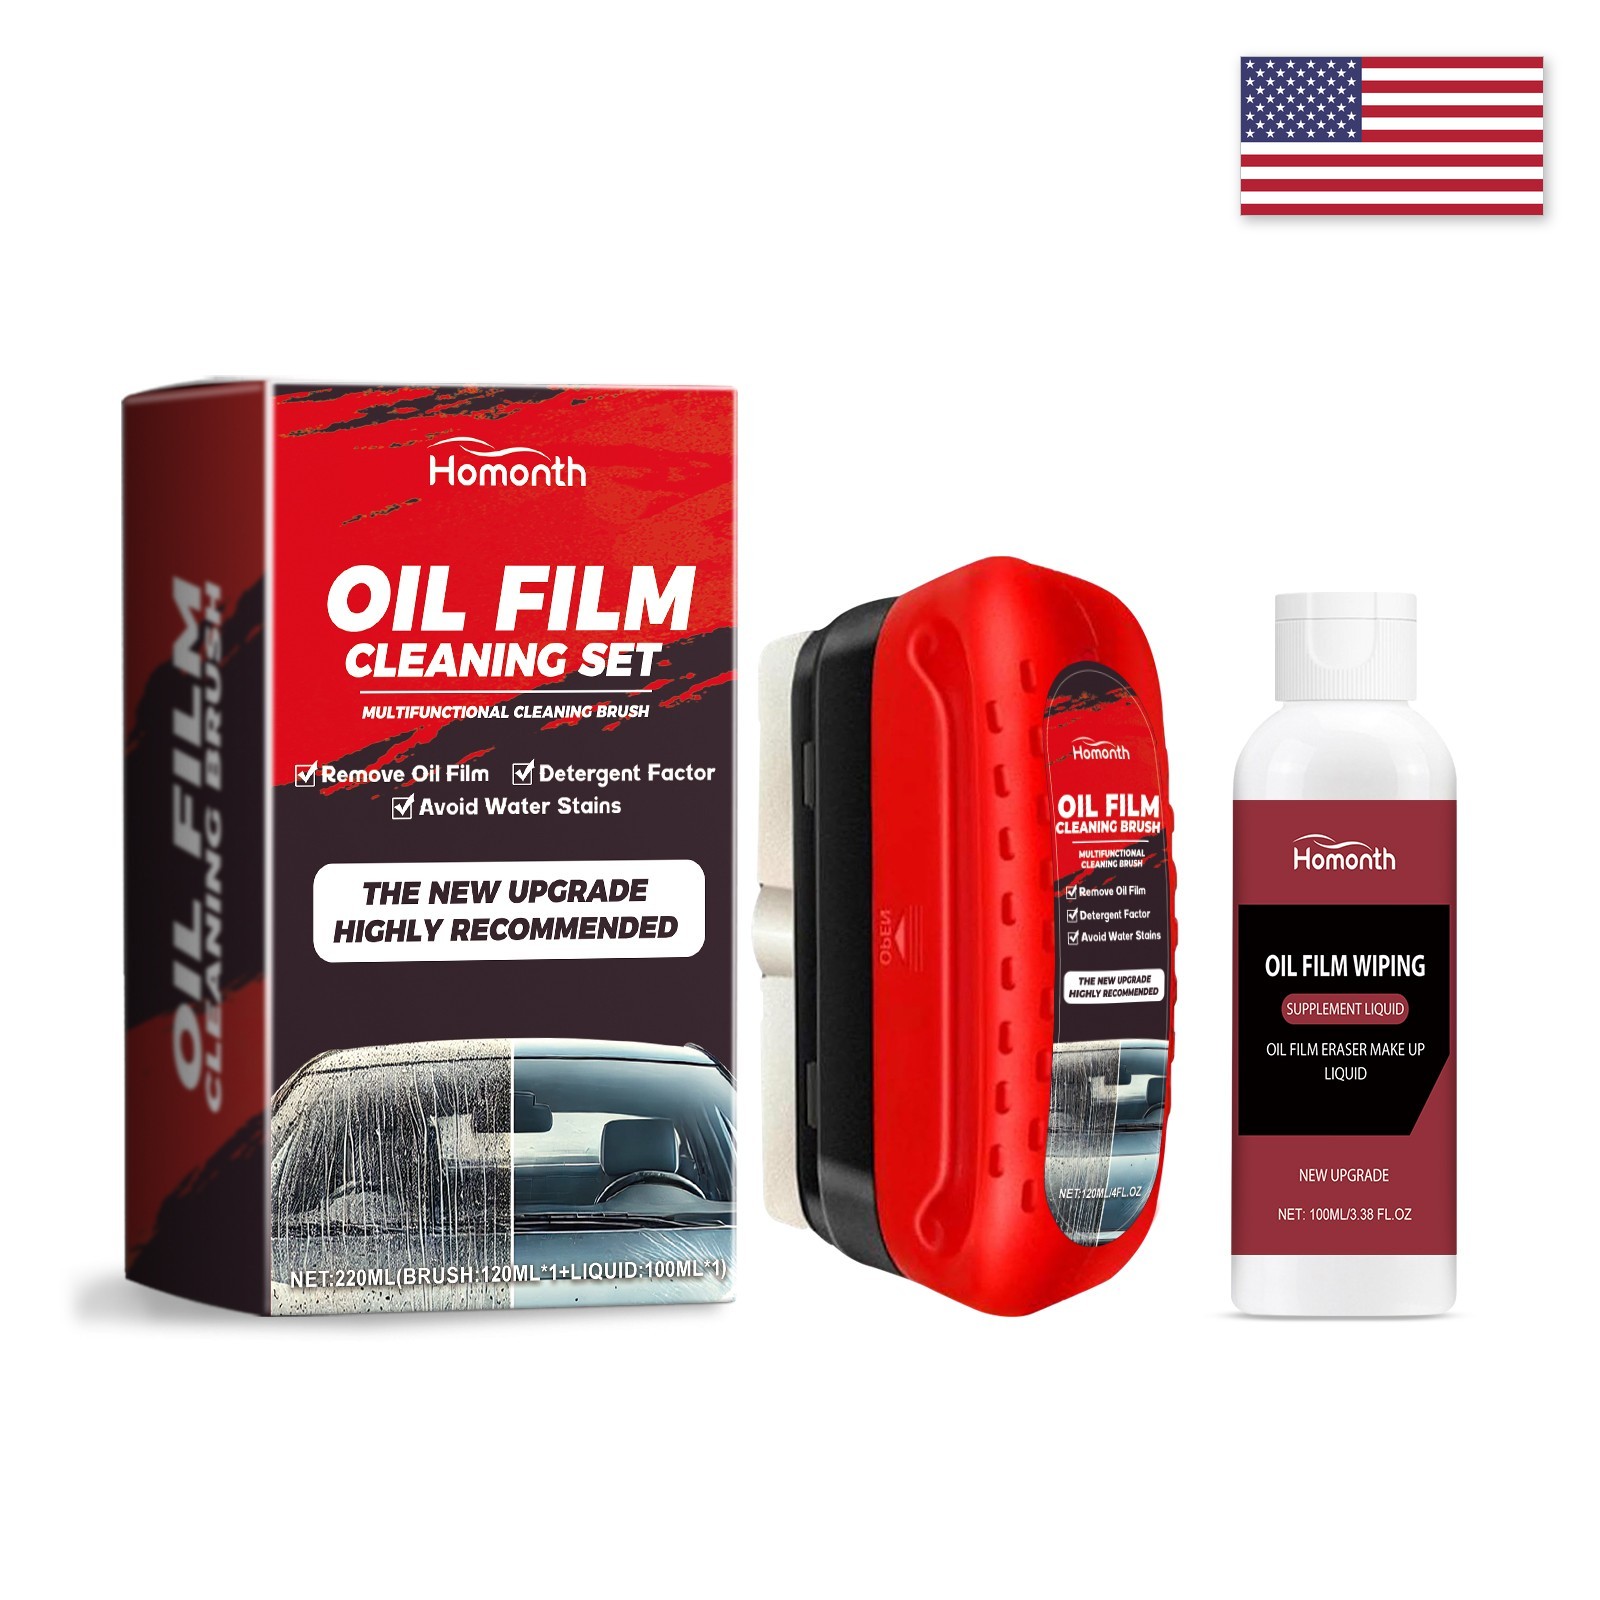 Homonth
OIL FILM
CLEANING SET
MULTIFUNCTIONAL CLEANING BRUSH
Remove Oil Film
Detergent Factor
Avoid Water Stains
THE NEW UPGRADE
HIGHLY RECOMMENDED
NET:220ML(BRUSH:120ML*1+LIQUID:100ML*1)
OIL FILM
CLEANING BRUSH
OPEN
Homonth
OIL FILM
CLEANING BRUSH
MULTIFUNCTIONAL
CLEANING BRUSH
Remove Oil Film
Detergent Factor
Avoid Water Stains
THE NEW UPGRADE
HIGHLY RECOMMENDED
NET:120ML/4FL.OZ
Homonth
OIL FILM WIPING
SUPPLEMENT LIQUID
OIL FILM ERASER MAKE UP
LIQUID
NEW UPGRADE
NET: 100ML/3.38 FL.OZ